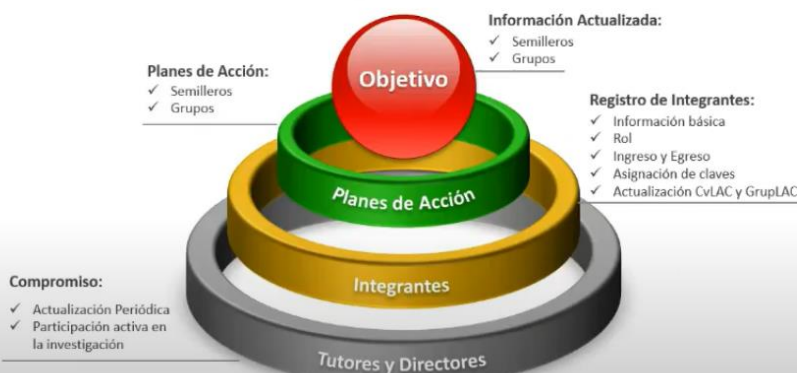 Información Actualizada:
✓ Semilleros
✓ Grupos
Objetivo
Planes de Acción:
✓ Semilleros
✓ Grupos
Registro de Integrantes:
✓ Información básica
✓ Rol
✓ Ingreso y Egreso
✓ Asignación de claves
✓ Actualización CvLAC y GrupLAC
Planes de Acción
Integrantes
Compromiso:
✓ Actualización Periódica
✓ Participación activa en
la investigación
Tutores y Directores